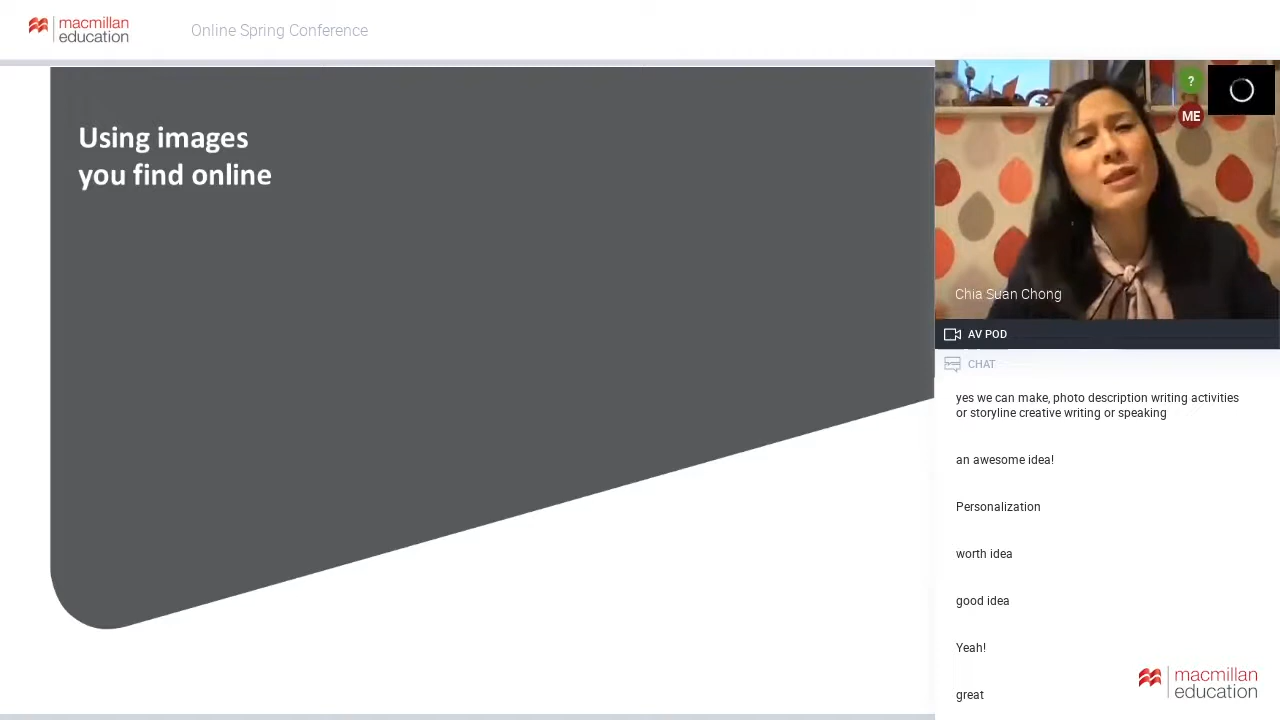 macmillan
education
Online Spring Conference
Using images
you find online
?
ME
Chia Suan Chong
AV POD
CHAT
yes we can make, photo description writing activities
or storyline creative writing or speaking
an awesome idea!
Personalization
worth idea
good idea
Yeah!
great
macmillan
education